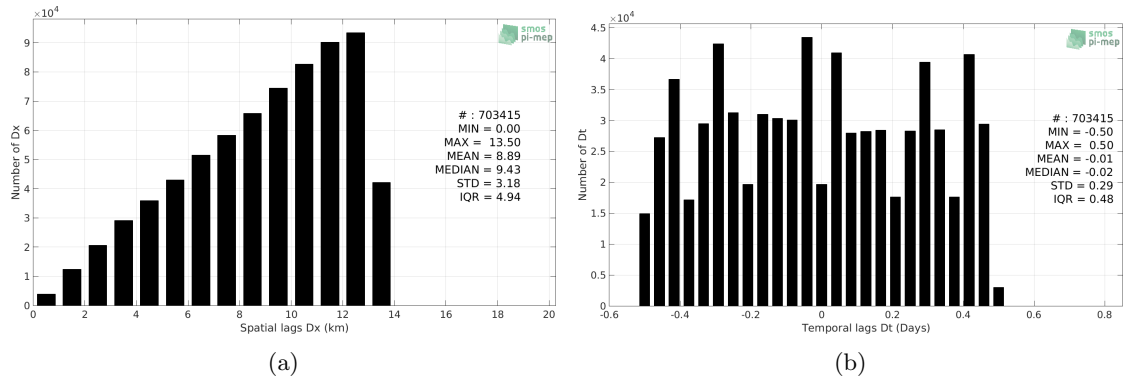 ×10⁴
9
8
7
6
5
4
3
2
1
0
Number of Dx
smos
pi-mep
# : 703415
MIN = 0.00
MAX = 13.50
MEAN = 8.89
MEDIAN = 9.43
STD = 3.18
IQR = 4.94
0 2 4 6 8 10 12 14 16 18 20
Spatial lags Dx (km)
(a)
×10⁴
4.5
4
3.5
3
2.5
2
1.5
1
0.5
0
Number of Dt
smos
pi-mep
# : 703415
MIN = -0.50
MAX = 0.50
MEAN = -0.01
MEDIAN = -0.02
STD = 0.29
IQR = 0.48
-0.6 -0.4 -0.2 0 0.2 0.4 0.6 0.8
Temporal lags Dt (Days)
(b)